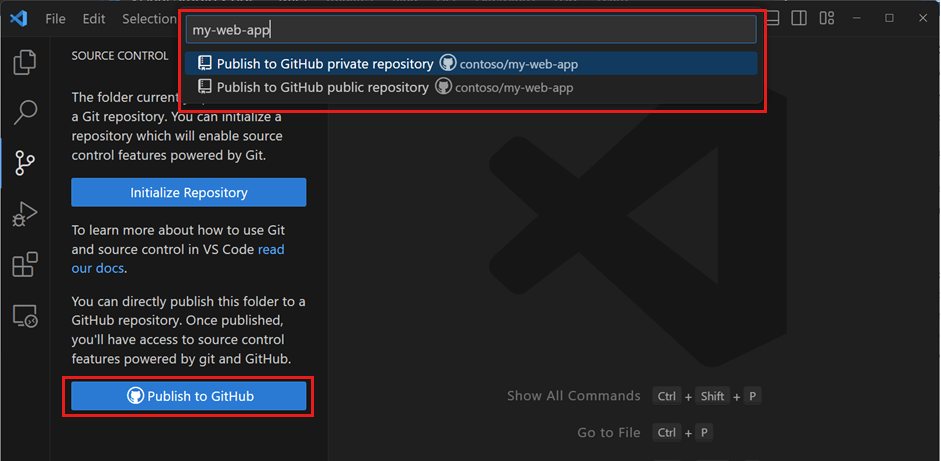 File Edit Selection
my-web-app
Publish to GitHub private repository contoso/my-web-app
Publish to GitHub public repository contoso/my-web-app
SOURCE CONTROL
The folder
a Git repository. You can initialize a
repository which will enable source
control features powered by Git.
Initialize Repository
To learn more about how to use Git
and source control in VS Code read
our docs.
You can directly publish this folder to a
GitHub repository. Once published,
you'll have access to source control
features powered by git and GitHub.
Publish to GitHub
Show All Commands Ctrl + Shift + P
Go to File Ctrl + P